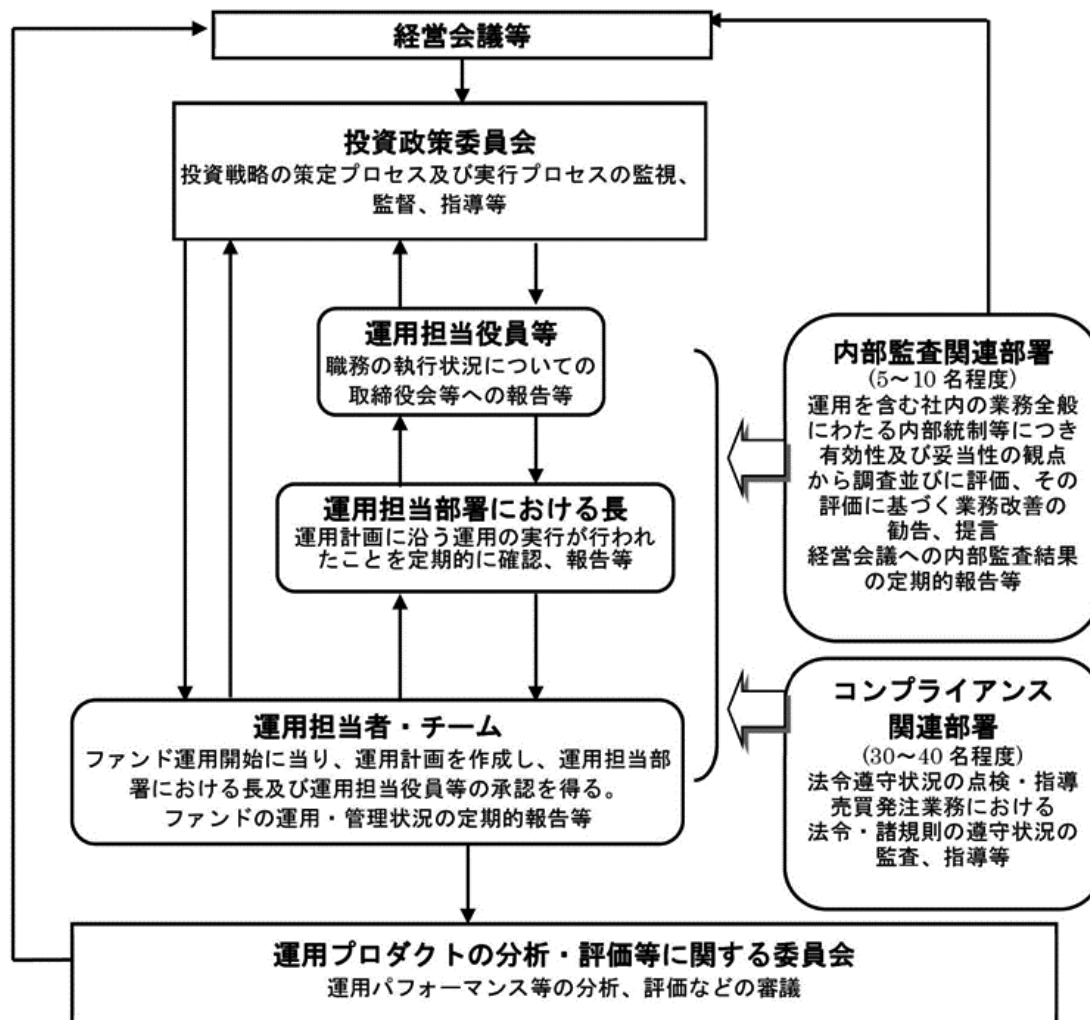 経営会議等
投資政策委員会
投資戦略の策定プロセス及び実行プロセスの監視、
監督、指導等
運用担当役員等
職務の執行状況についての
取締役会等への報告等
運用担当部署における長
運用計画に沿う運用の実行が行われ
たことを定期的に確認、報告等
運用担当者・チーム
ファンド運用開始に当り、運用計画を作成し、運用担当部
署における長及び運用担当役員等の承認を得る。
ファンドの運用・管理状況の定期的報告等
内部監査関連部署
(5～10 名程度)
運用を含む社内の業務全般
にわたる内部統制等につき
有効性及び妥当性の観点
から調査並びに評価、その
評価に基づく業務改善の
勧告、提言
経営会議への内部監査結果
の定期的報告等
コンプライアンス
関連部署
(30～40 名程度)
法令遵守状況の点検・指導
売買発注業務における
法令・諸規則の遵守状況の
監査、指導等
運用プロダクトの分析・評価等に関する委員会
運用パフォーマンス等の分析、評価などの審議